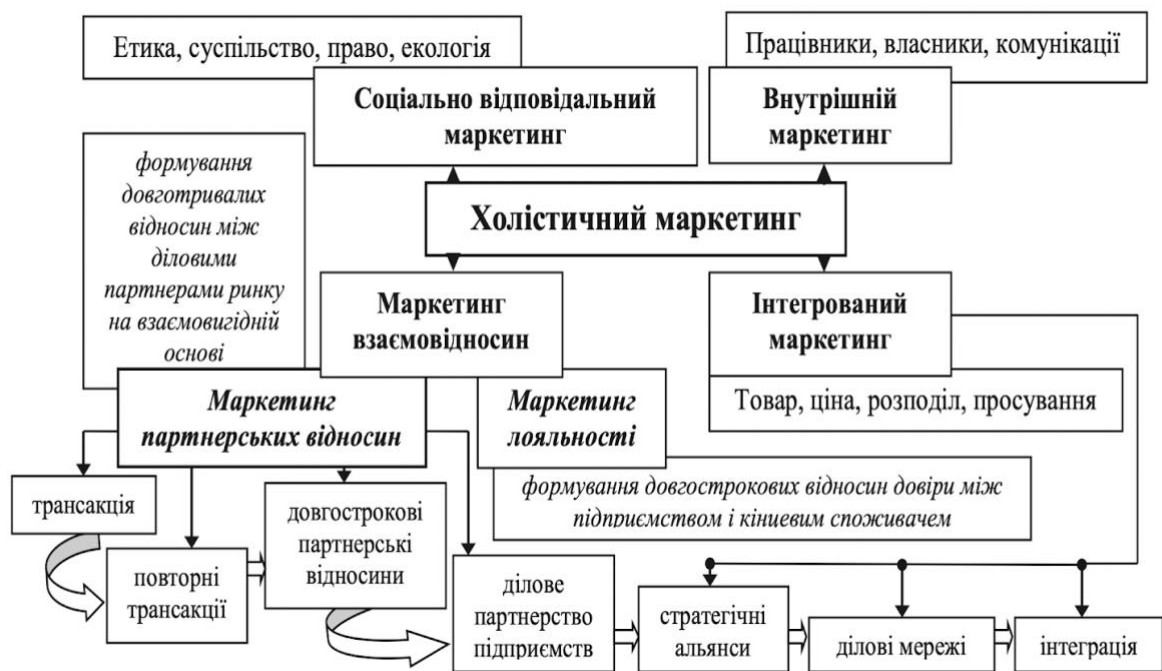 Етика, суспільство, право, екологія
Працівники, власники, комунікації
Соціально відповідальний
маркетинг
Внутрішній
маркетинг
формування
довготривалих
відносин між
діловими
партнерами ринку
на взаємовигідній
основі
Холістичний маркетинг
Маркетинг
взаємовідносин
Інтегрований
маркетинг
Товар, ціна, розподіл, просування
Маркетинг
партнерських відносин
Маркетинг
лояльності
формування довгострокових відносин довіри між
підприємством і кінцевим споживачем
трансакція
повторні
трансакції
довгострокові
партнерські
відносини
ділове
партнерство
підприємств
стратегічні
альянси
ділові мережі
інтеграція